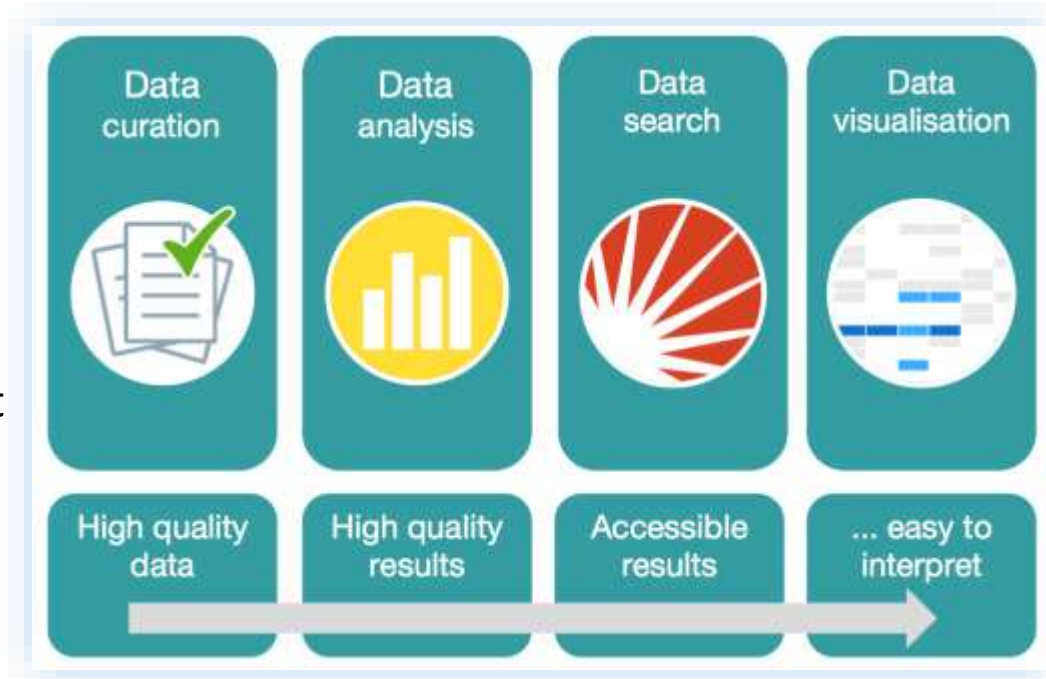 Data
curation
Data
analysis
Data
search
Data
visualisation
t
High quality
data
High quality
results
Accessible
results
... easy to
interpret